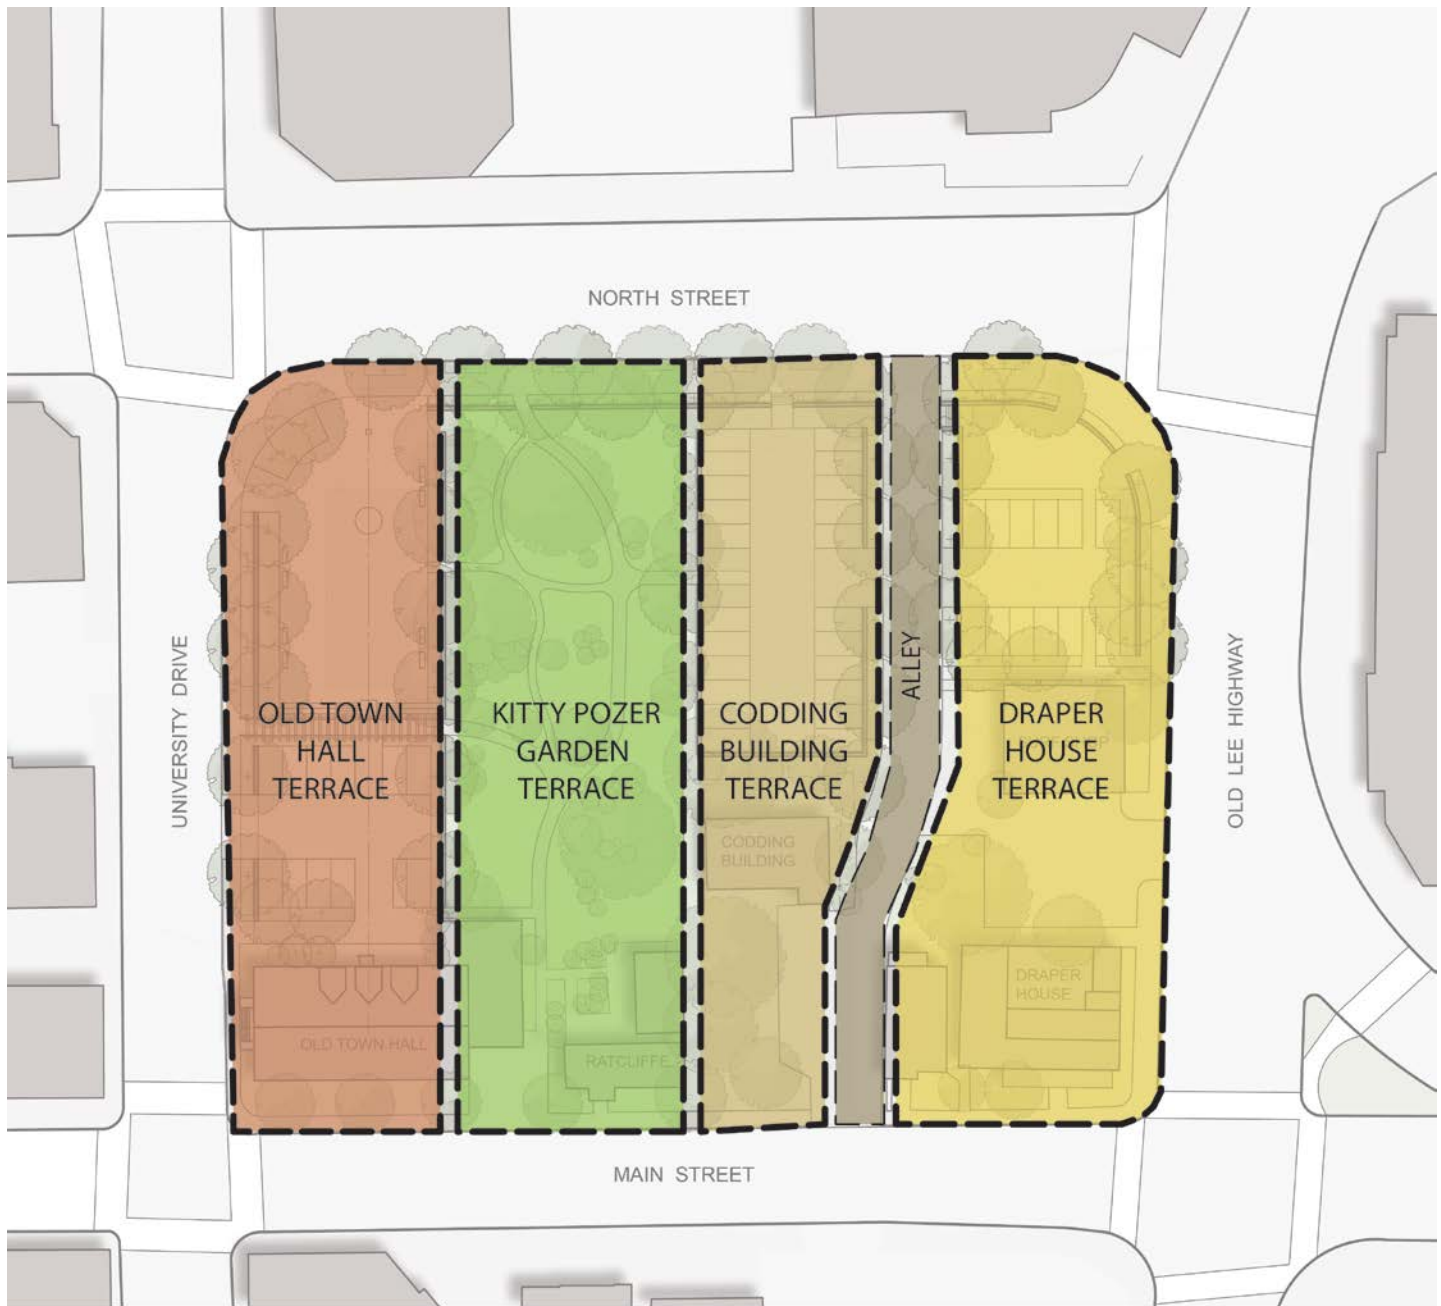 NORTH STREET
UNIVERSITY DRIVE
OLD TOWN
HALL
TERRACE
KITTY POZER
GARDEN
TERRACE
CODDING
BUILDING
TERRACE
ALLEY
DRAPER
HOUSE
TERRACE
OLD LEE HIGHWAY
CODDING
BUILDING
DRAPER
HOUSE
OLD TOWN HALL
RATCLIFFE
MAIN STREET